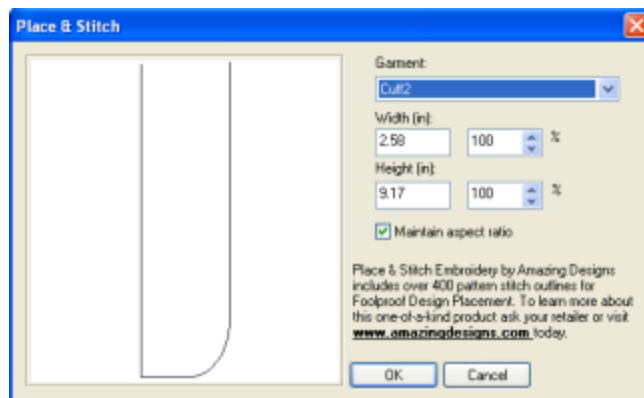 Place & Stitch
Garment:
Cuff2
Width (in):
2.58 100 %
Height (in):
9.17 100 %
Maintain aspect ratio
Place & Stitch Embroidery by Amazing Designs
includes over 400 pattern stitch outlines for
Foolproof Design Placement. To learn more about
this one-of-a-kind product ask your retailer or visit
www.amazingdesigns.com today.
OK Cancel